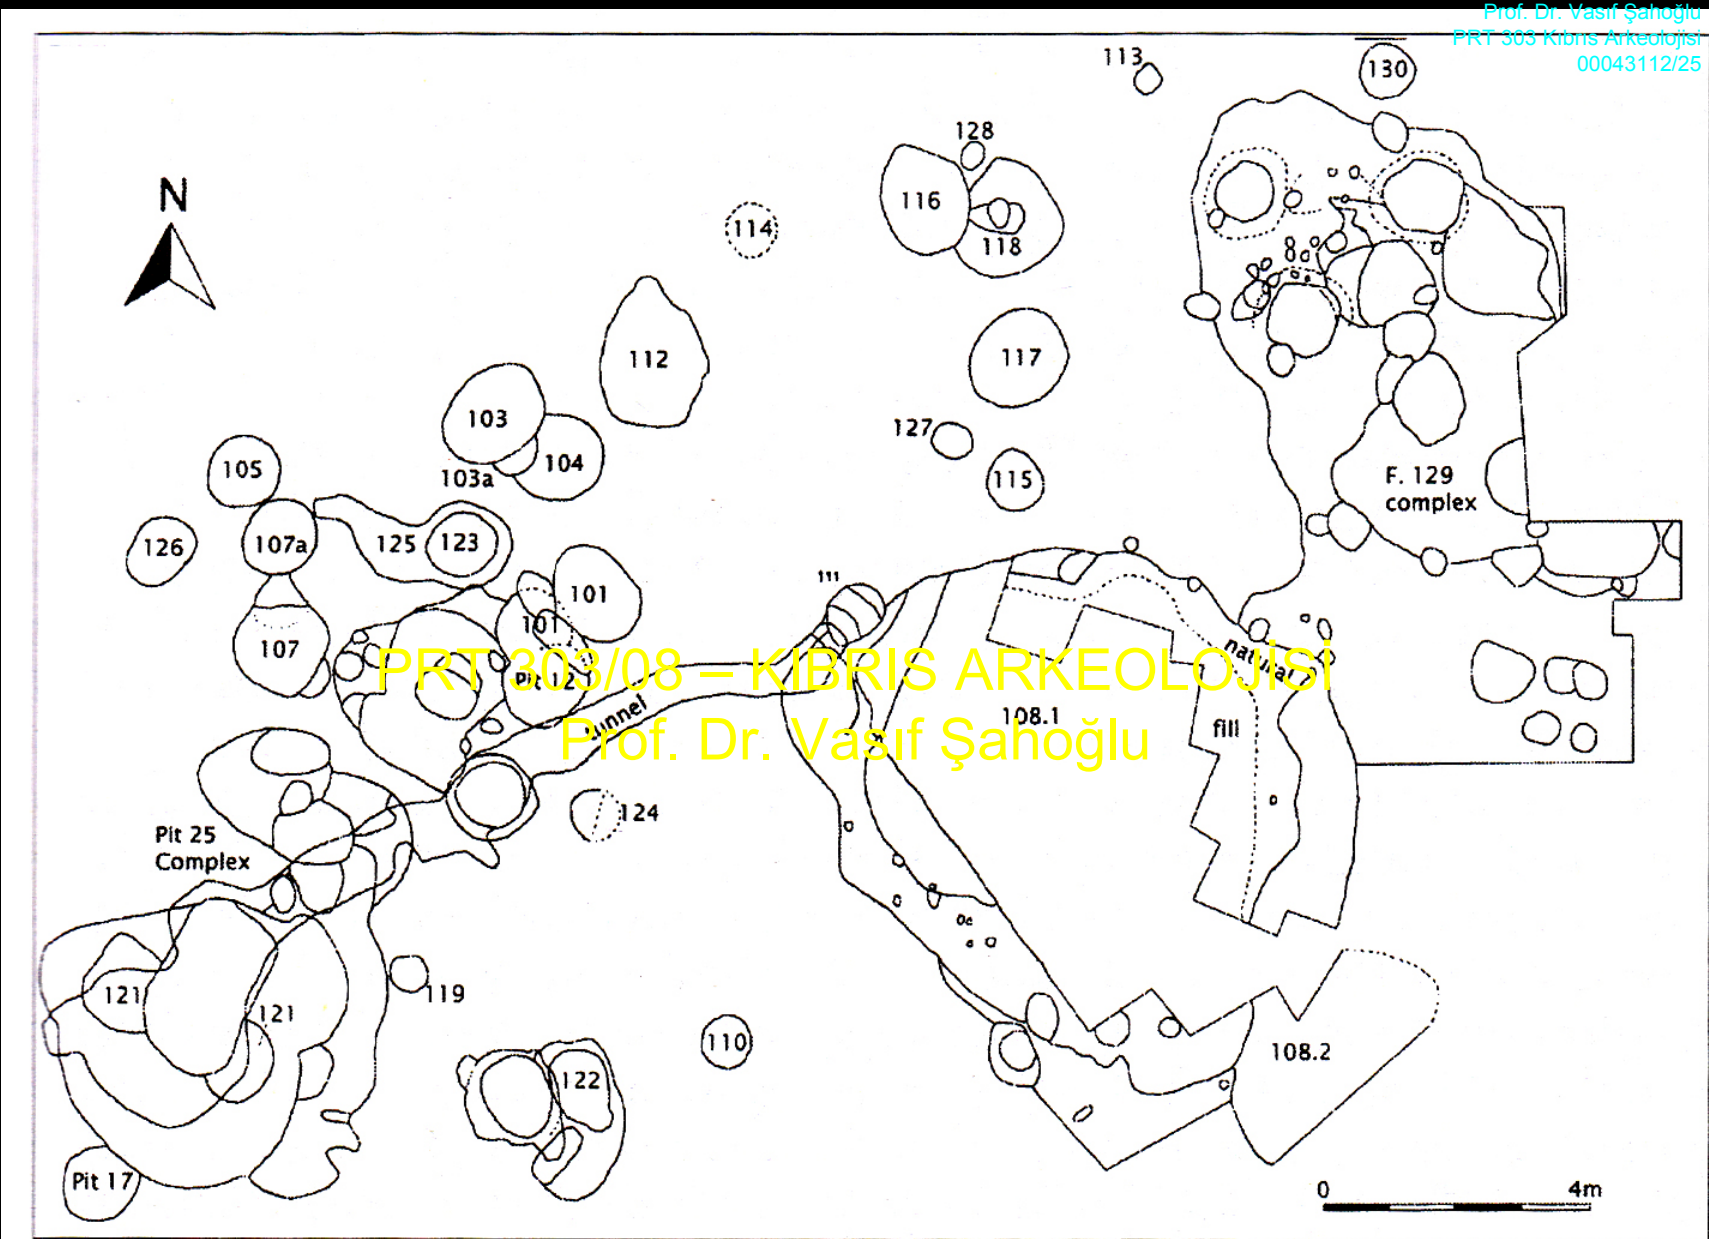 Prof. Dr. Vasıf Şahoğlu
PRT 303 Kıbrıs Arkeolojisi
00043112/25
113
130
128
N
116
114
118
112
117
103
127
104
105
103a
115
F. 129
complex
126
107a
125
123
111
101
101
107
PRT 303/08 – KIBRIS ARKEOLOJİSİ
Pit 12
natural
tunnel
108.1
fill
Prof. Dr. Vasıf Şahoğlu
124
Pit 25
Complex
121
119
121
110
108.2
122
Pit 17
0
4m